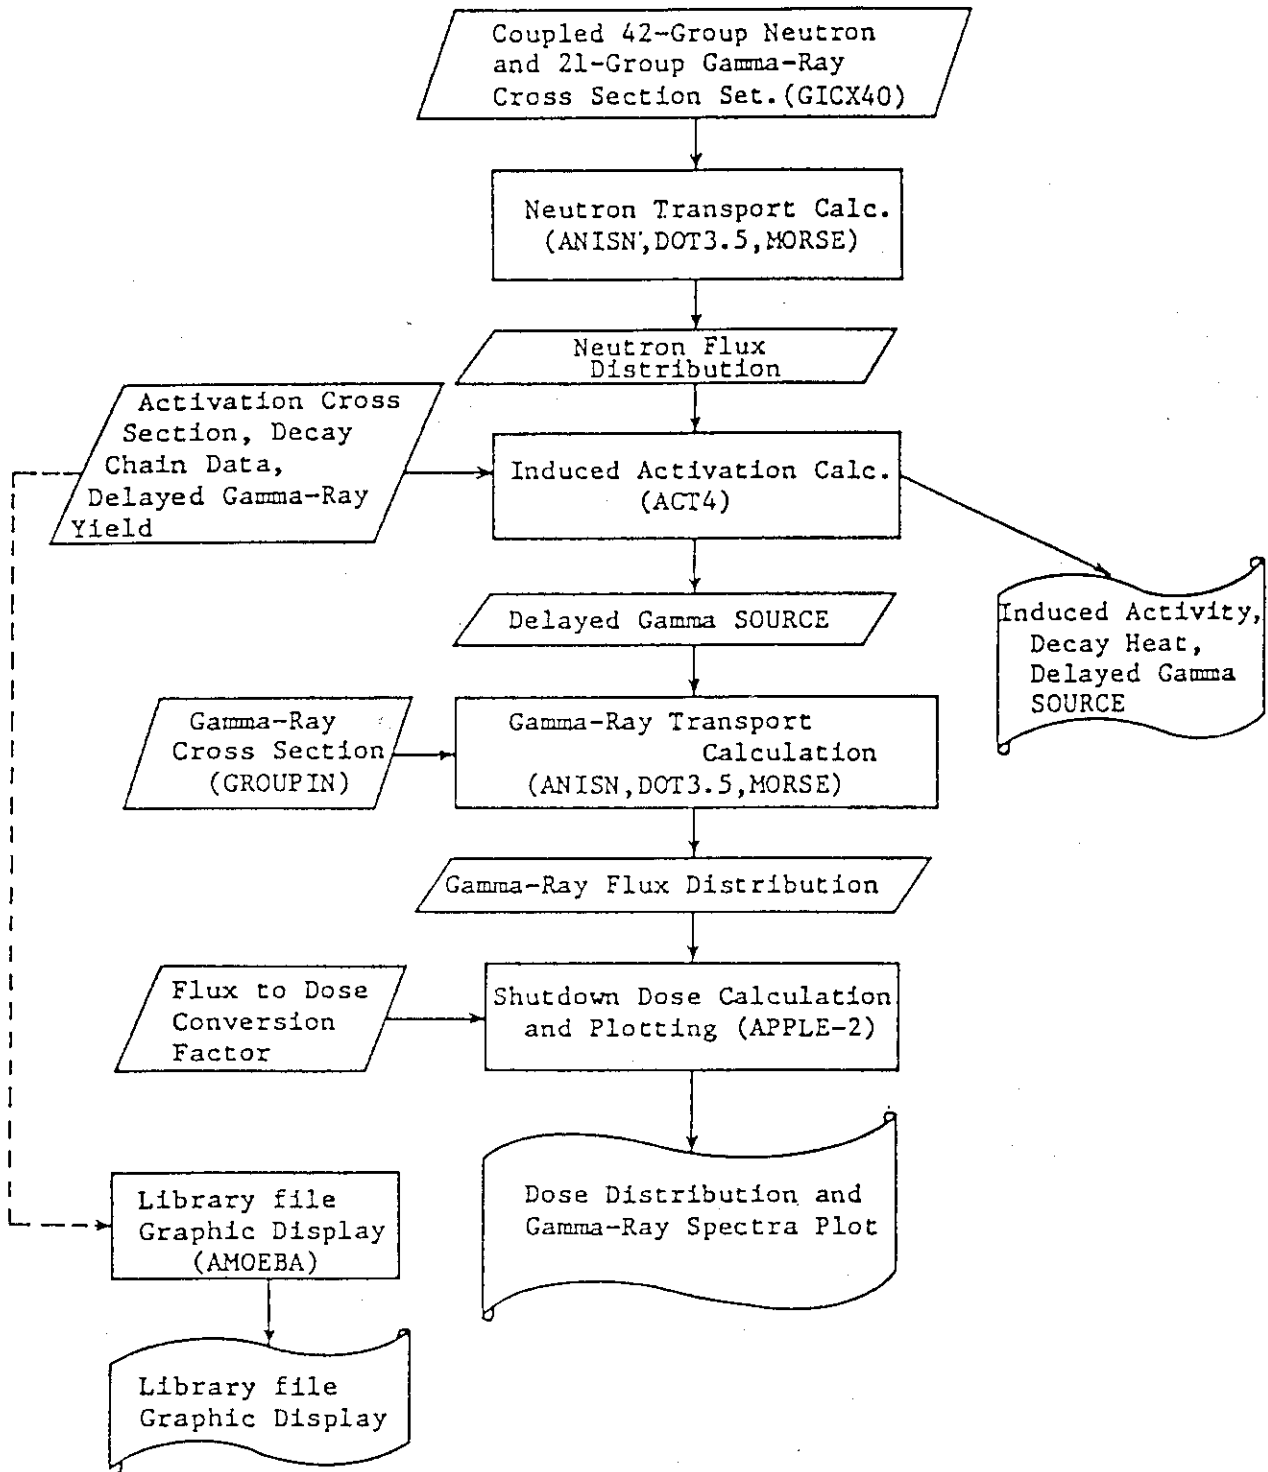 Coupled 42-Group Neutron
and 21-Group Gamma-Ray
Cross Section Set.(GICX40)
Neutron Transport Calc.
(ANISN,DOT3.5,MORSE)
Neutron Flux
Distribution
Activation Cross
Section, Decay
Chain Data,
Delayed Gamma-Ray
Yield
Induced Activation Calc.
(ACT4)
Induced Activity,
Decay Heat,
Delayed Gamma
SOURCE
Delayed Gamma SOURCE
Gamma-Ray
Cross Section
(GROUPIN)
Gamma-Ray Transport
Calculation
(ANISN,DOT3.5,MORSE)
Gamma-Ray Flux Distribution
Flux to Dose
Conversion
Factor
Shutdown Dose Calculation
and Plotting (APPLE-2)
Dose Distribution and
Gamma-Ray Spectra Plot
Library file
Graphic Display
(AMOEBA)
Library file
Graphic Display